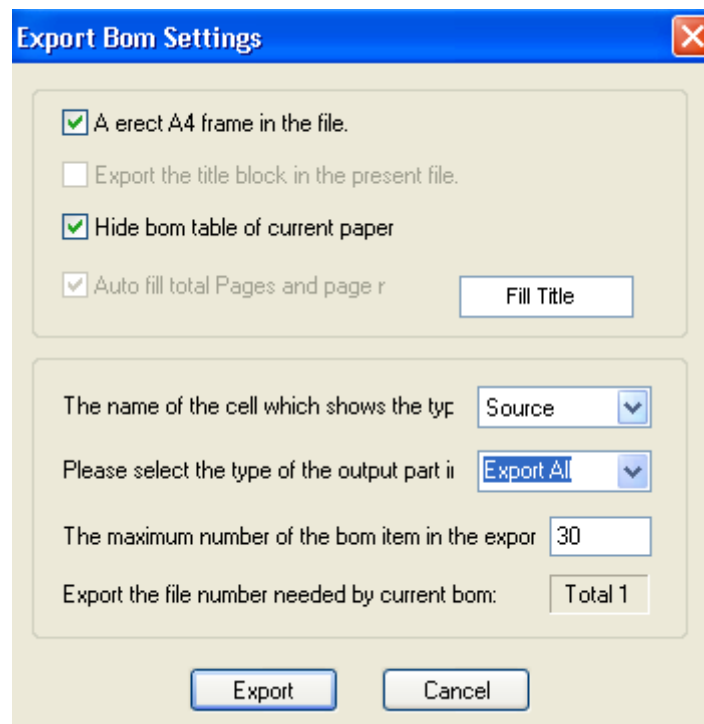 Export Bom Settings
A erect A4 frame in the file.
Export the title block in the present file.
Hide bom table of current paper
Auto fill total Pages and page r
Fill Title
The name of the cell which shows the typ
Source
Please select the type of the output part ii
Export All
The maximum number of the bom item in the expor
30
Export the file number needed by current bom:
Total 1
Export
Cancel